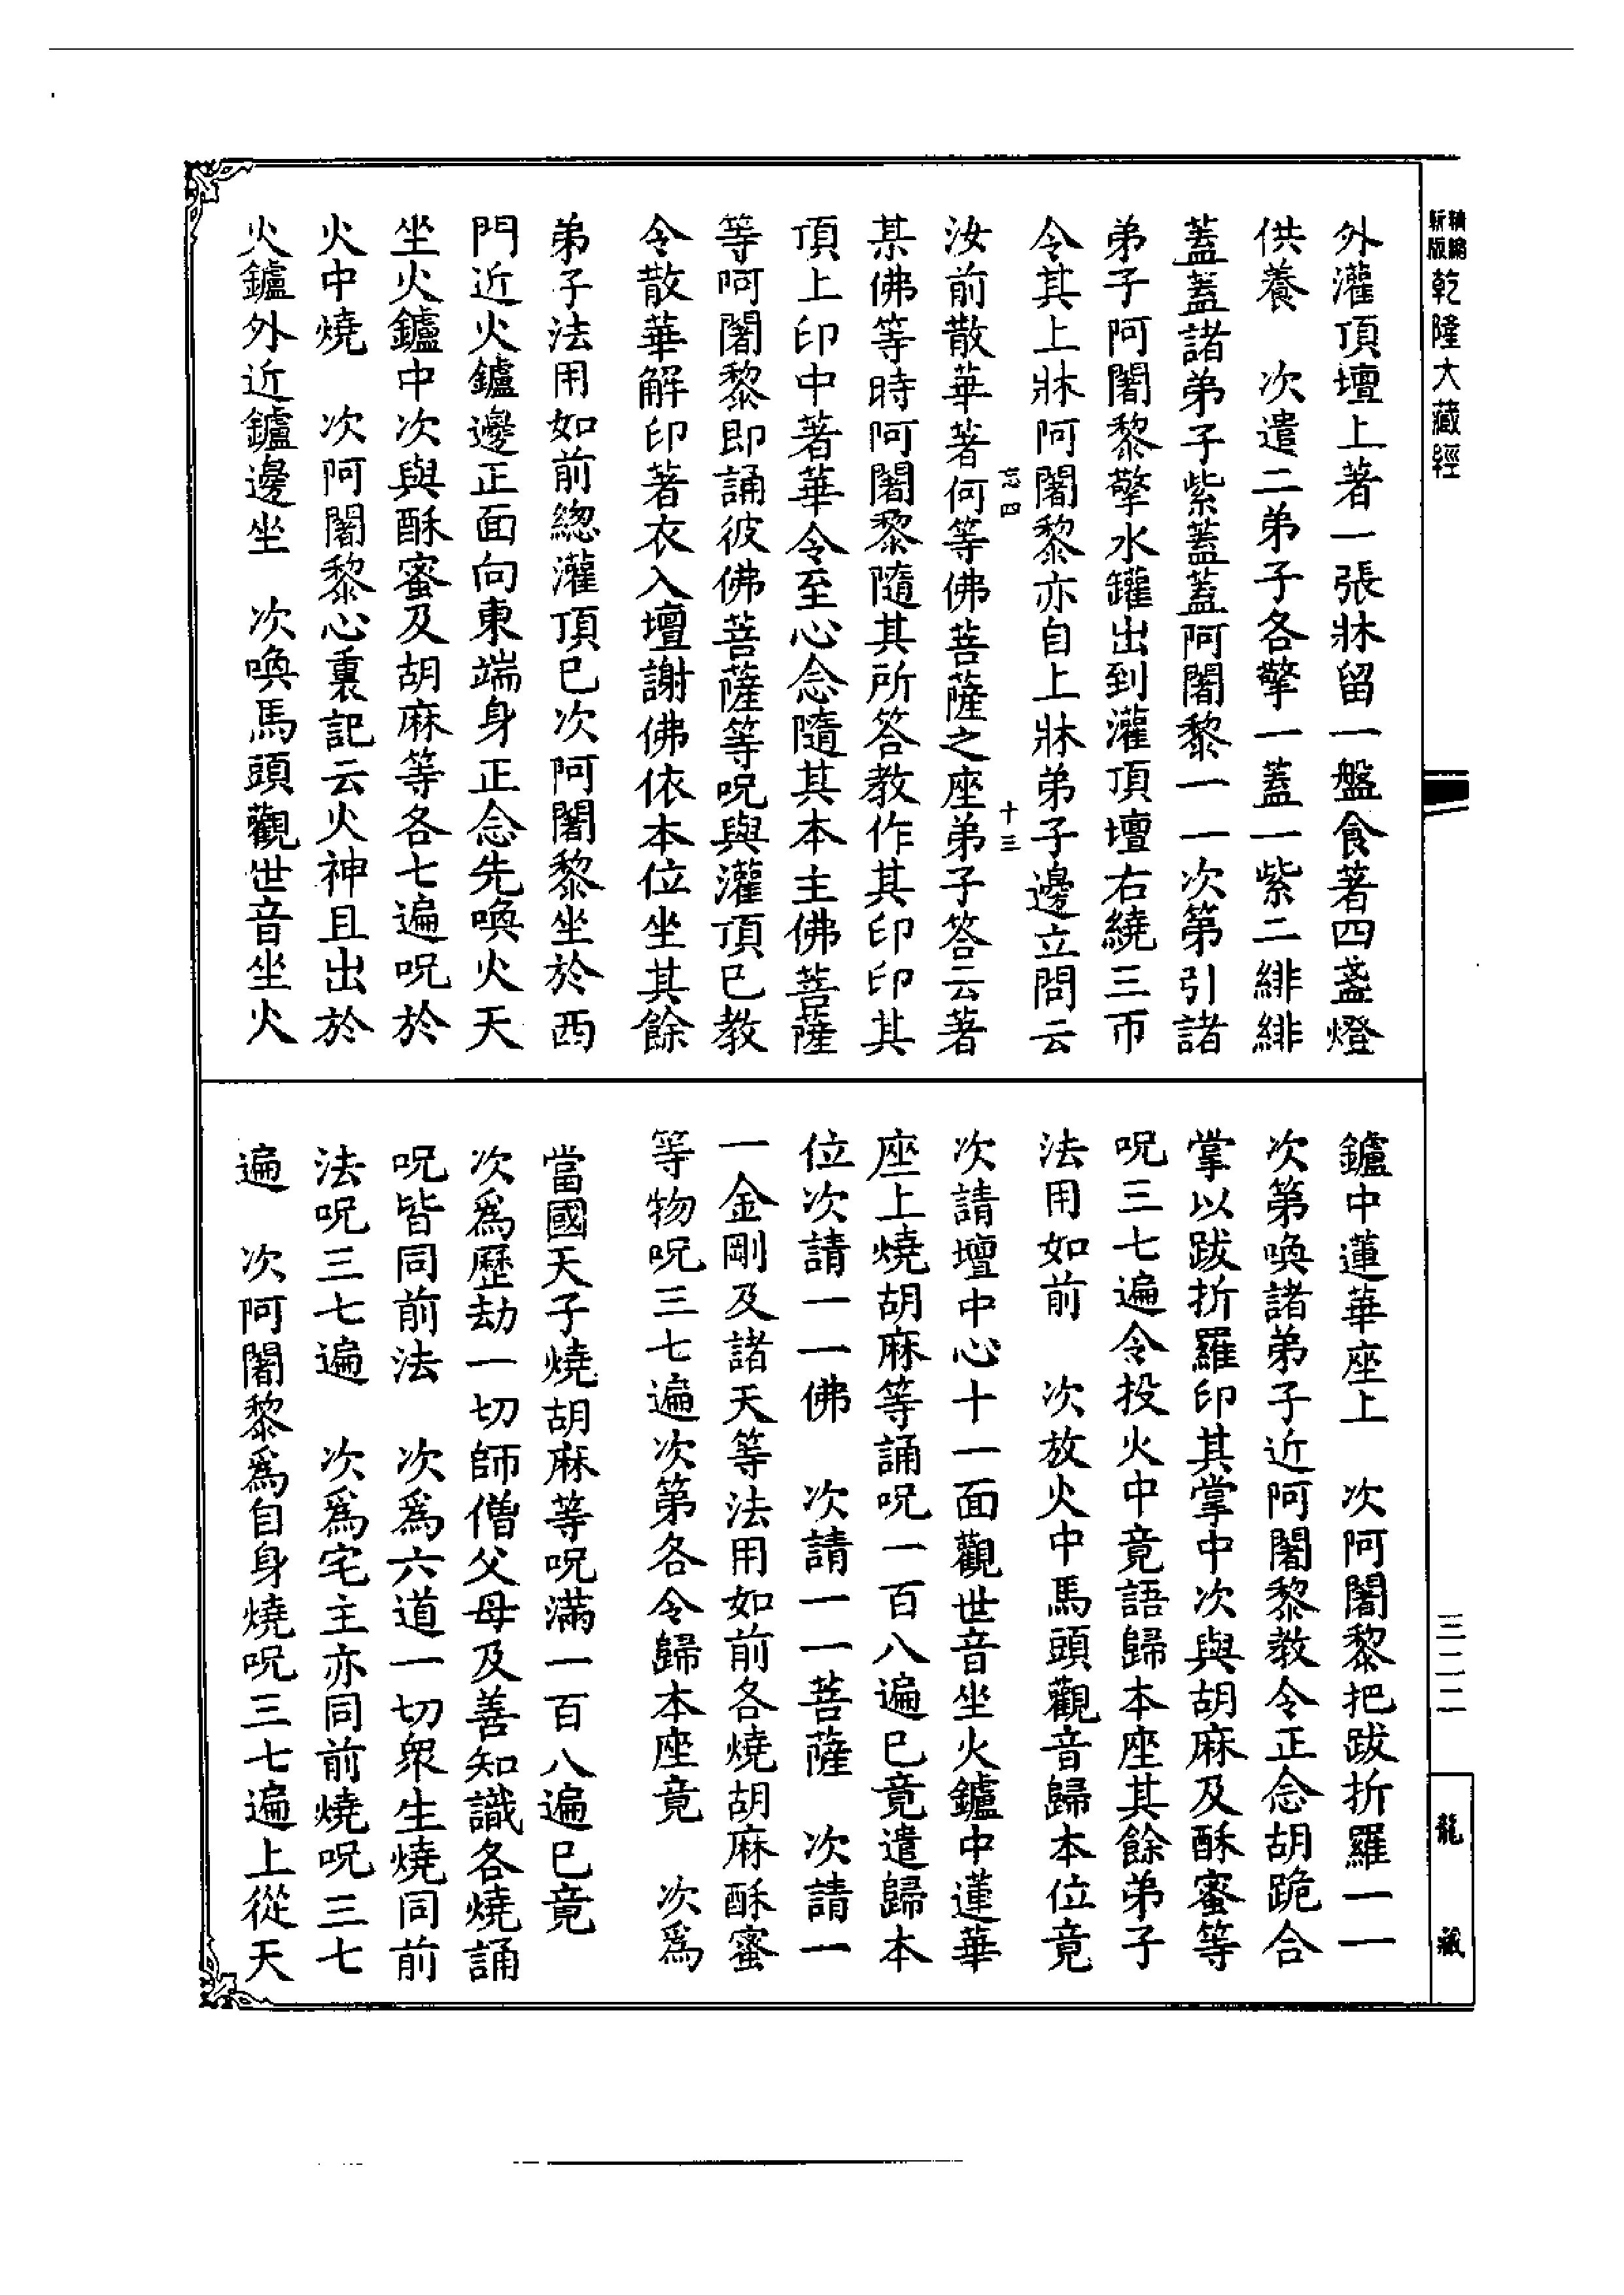 精縮
新版
乾隆大藏經
外灌頂壇上著一張牀留一盤食著四盞燈
供養　次遣二弟子各擎一蓋一紫二緋緋
蓋蓋諸弟子紫蓋蓋阿闍黎一一次第引諸
弟子阿闍黎擎水罐出到灌頂壇右繞三帀
令其上牀阿闍黎亦自上牀弟子邊立問云
忘四　十三
汝前散華著何等佛菩薩之座弟子答云著
某佛等時阿闍黎隨其所答教作其印印其
頂上印中著華令至心念隨其本主佛菩薩
等呵闍黎即誦彼佛菩薩等呪與灌頂已教
令散華解印著衣入壇謝佛依本位坐其餘
弟子法用如前緫灌頂已次阿闍黎坐於西
門近火鑪邊正面向東端身正念先喚火天
坐火鑪中次與酥蜜及胡麻等各七遍呪於
火中燒　次阿闍黎心裏記云火神且出於
火鑪外近鑪邊坐　次喚馬頭觀世音坐火
鑪中蓮華座上　次阿闍黎把跋折羅一一
次第喚諸弟子近阿闍黎教令正念胡跪合
掌以跋折羅印其掌中次與胡麻及酥蜜等
呪三七遍令投火中竟語歸本座其餘弟子
法用如前　次放火中馬頭觀音歸本位竟
次請壇中心十一面觀世音坐火鑪中蓮華
座上燒胡麻等誦呪一百八遍已竟遣歸本
位次請一一佛　次請一一菩薩　次請一
一金剛及諸天等法用如前各燒胡麻酥蜜
等物呪三七遍次第各令歸本座竟　次爲
當國天子燒胡麻等呪滿一百八遍已竟
次爲歷劫一切師僧父母及善知識各燒誦
呪皆同前法　次爲六道一切衆生燒同前
法呪三七遍　次爲宅主亦同前燒呪三七
遍　次阿闍黎爲自身燒呪三七遍上從天
三二二
龍藏